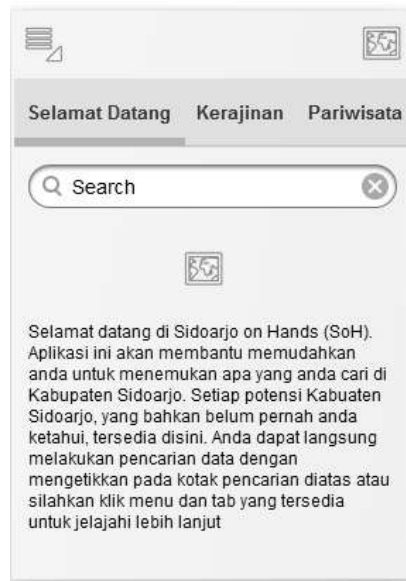 Selamat Datang Kerajinan Pariwisata
Search
Selamat datang di Sidoarjo on Hands (SoH).
Aplikasi ini akan membantu memudahkan
anda untuk menemukan apa yang anda cari di
Kabupaten Sidoarjo. Setiap potensi Kabuaten
Sidoarjo, yang bahkan belum pernah anda
ketahui, tersedia disini. Anda dapat langsung
melakukan pencarian data dengan
mengetikkan pada kotak pencarian diatas atau
silahkan klik menu dan tab yang tersedia
untuk jelajahi lebih lanjut